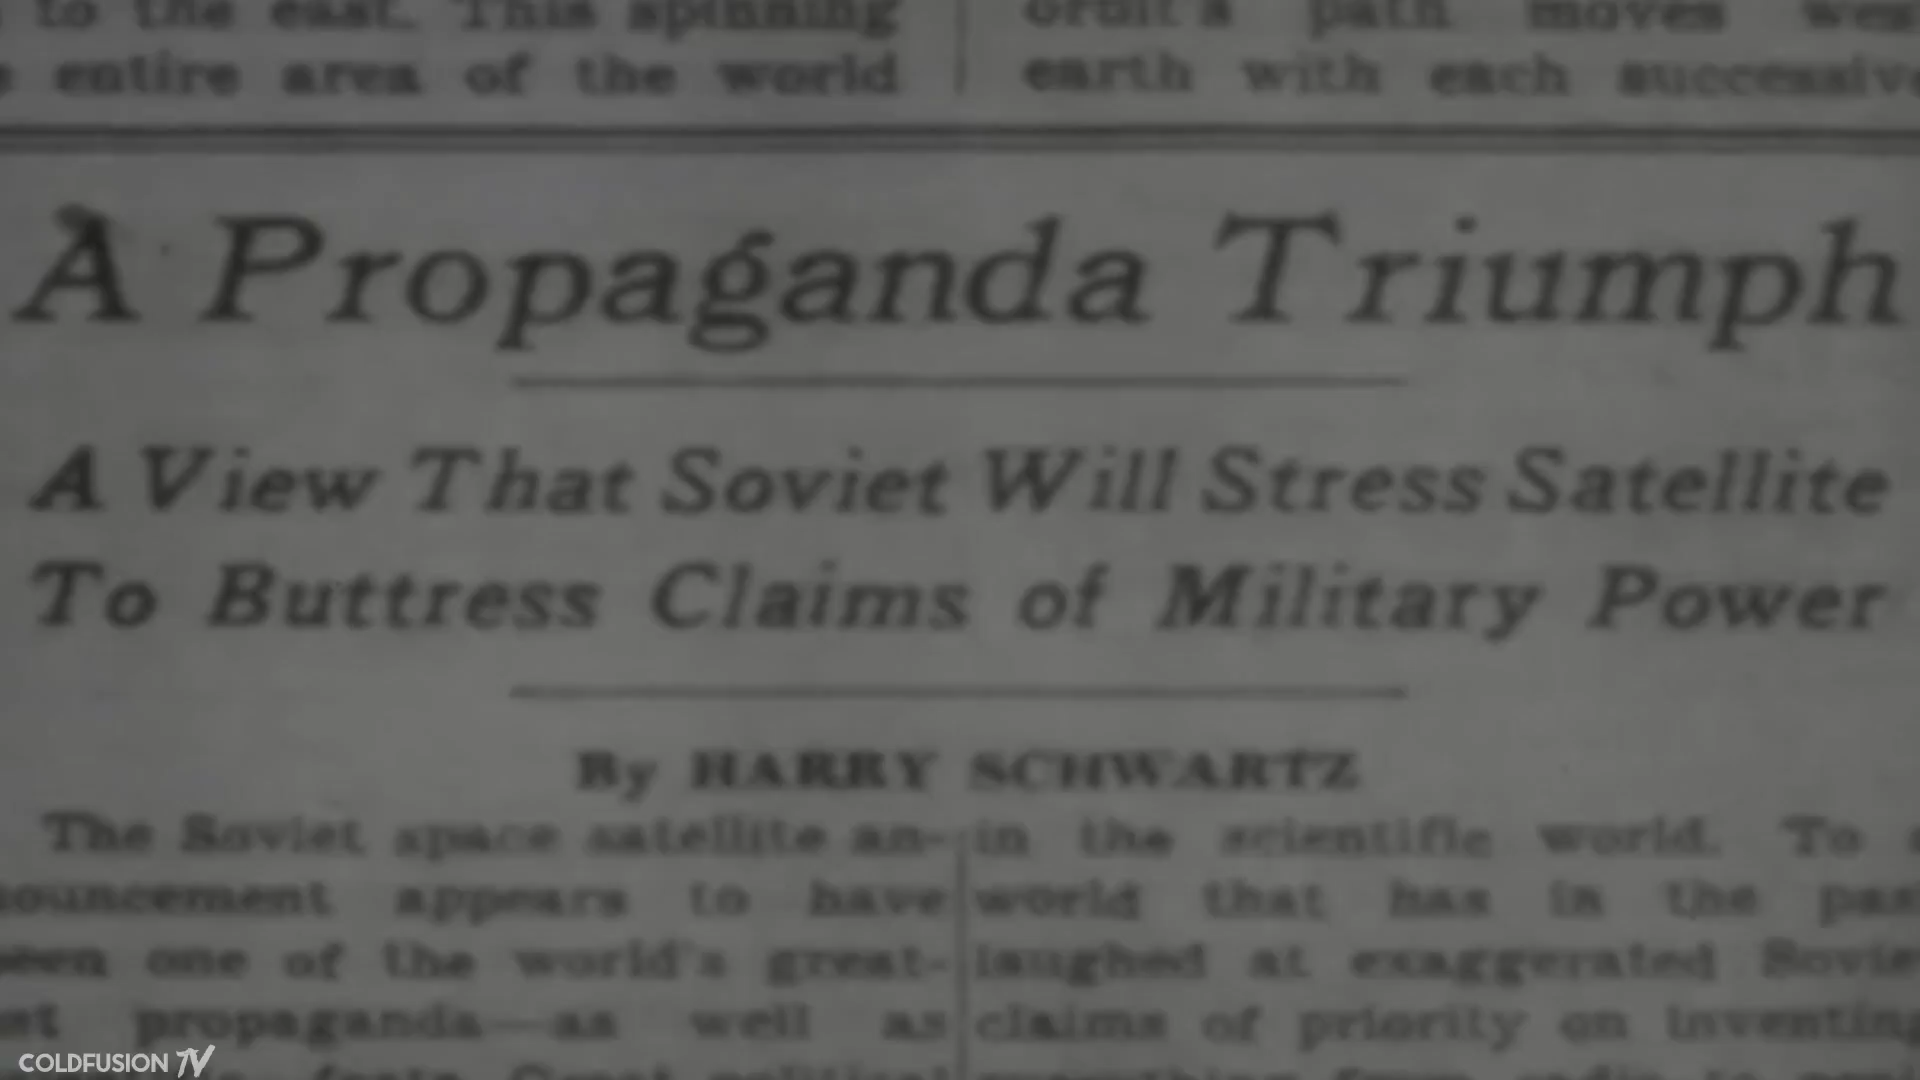 to the east. This spinning
entire area of the world
orbit's path moves
earth with each
A Propaganda Triumph
A View That Soviet Will Stress Satellite
To Buttress Claims of Military Power
By HARRY SCHWARTZ
The Soviet space satellite an-
nouncement appears to have
been one of the world's great-
est propaganda—as well as
in the scientific world. To
world that has in the
laughed at exaggerated
claims of priority on inventing
COLDFUSION TV